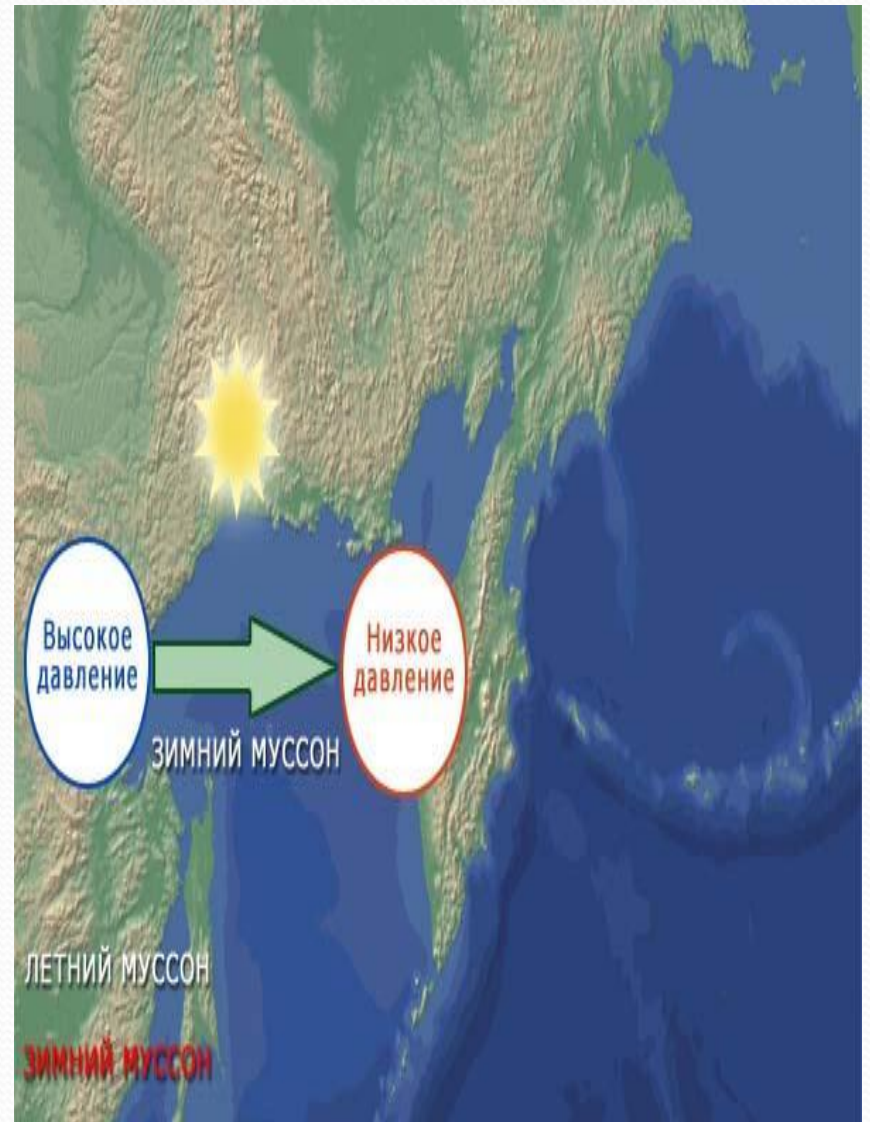 Высокое
давление
Низкое
давление
ЗИМНИЙ МУССОН
ЛЕТНИЙ МУССОН
ЗИМНИЙ МУССОН